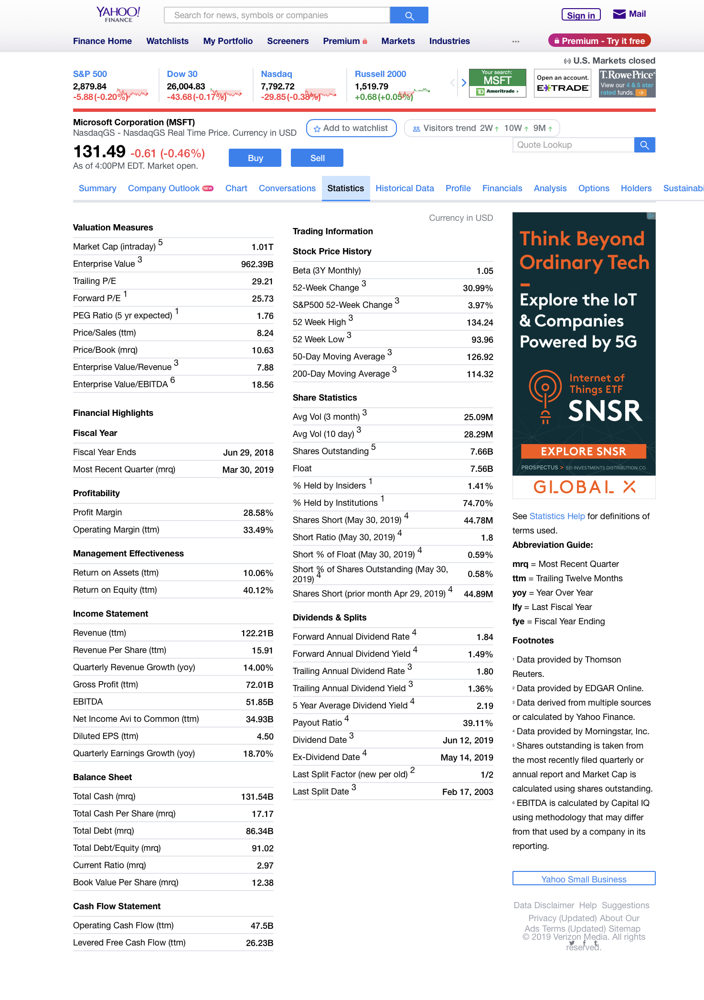 YAHOO!
FINANCE
Search for news, symbols or companies
Sign in
Mail
Finance Home Watchlists My Portfolio Screeners Premium Markets Industries ... Premium - Try it free
U.S. Markets closed
S&P 500
2,879.84
-5.88 (-0.20%)
Dow 30
26,004.83
-43.68 (-0.17%)
Nasdaq
7,792.72
-29.85 (-0.38%)
Russell 2000
1,519.79
+0.68 (+0.05%)
Your search:
MSFT
TD Ameritrade
Open an account.
E*TRADE
T.RowePrice
View our 4 & 5 star
rated funds.
Microsoft Corporation (MSFT)
NasdaqGS - NasdaqGS Real Time Price. Currency in USD
Add to watchlist
Visitors trend 2W ↑ 10W ↑ 9M ↑
Quote Lookup
131.49 -0.61 (-0.46%)
As of 4:00PM EDT. Market open.
Buy
Sell
Summary Company Outlook NEW Chart Conversations Statistics Historical Data Profile Financials Analysis Options Holders Sustainabi
Currency in USD
Valuation Measures
Market Cap (intraday) 5 1.01T
Enterprise Value 3 962.39B
Trailing P/E 29.21
Forward P/E 1 25.73
PEG Ratio (5 yr expected) 1 1.76
Price/Sales (ttm) 8.24
Price/Book (mrq) 10.63
Enterprise Value/Revenue 3 7.88
Enterprise Value/EBITDA 6 18.56
Financial Highlights
Fiscal Year
Fiscal Year Ends Jun 29, 2018
Most Recent Quarter (mrq) Mar 30, 2019
Profitability
Profit Margin 28.58%
Operating Margin (ttm) 33.49%
Management Effectiveness
Return on Assets (ttm) 10.06%
Return on Equity (ttm) 40.12%
Income Statement
Revenue (ttm) 122.21B
Revenue Per Share (ttm) 15.91
Quarterly Revenue Growth (yoy) 14.00%
Gross Profit (ttm) 72.01B
EBITDA 51.85B
Net Income Avi to Common (ttm) 34.93B
Diluted EPS (ttm) 4.50
Quarterly Earnings Growth (yoy) 18.70%
Balance Sheet
Total Cash (mrq) 131.54B
Total Cash Per Share (mrq) 17.17
Total Debt (mrq) 86.34B
Total Debt/Equity (mrq) 91.02
Current Ratio (mrq) 2.97
Book Value Per Share (mrq) 12.38
Cash Flow Statement
Operating Cash Flow (ttm) 47.5B
Levered Free Cash Flow (ttm) 26.23B
Trading Information
Stock Price History
Beta (3Y Monthly) 1.05
52-Week Change 3 30.99%
S&P500 52-Week Change 3 3.97%
52 Week High 3 134.24
52 Week Low 3 93.96
50-Day Moving Average 3 126.92
200-Day Moving Average 3 114.32
Share Statistics
Avg Vol (3 month) 3 25.09M
Avg Vol (10 day) 3 28.29M
Shares Outstanding 5 7.66B
Float 7.56B
% Held by Insiders 1 1.41%
% Held by Institutions 1 74.70%
Shares Short (May 30, 2019) 4 44.78M
Short Ratio (May 30, 2019) 4 1.8
Short % of Float (May 30, 2019) 4 0.59%
Short % of Shares Outstanding (May 30,
2019) 4 0.58%
Shares Short (prior month Apr 29, 2019) 4 44.89M
Dividends & Splits
Forward Annual Dividend Rate 4 1.84
Forward Annual Dividend Yield 4 1.49%
Trailing Annual Dividend Rate 3 1.80
Trailing Annual Dividend Yield 3 1.36%
5 Year Average Dividend Yield 4 2.19
Payout Ratio 4 39.11%
Dividend Date 3 Jun 12, 2019
Ex-Dividend Date 4 May 14, 2019
Last Split Factor (new per old) 2 1/2
Last Split Date 3 Feb 17, 2003
Think Beyond
Ordinary Tech
Explore the IoT
& Companies
Powered by 5G
Internet of
Things ETF
SNSR
EXPLORE SNSR
PROSPECTUS > SEI INVESTMENTS DISTRIBUTION CO.
GLOBAL X
See Statistics Help for definitions of
terms used.
Abbreviation Guide:
mrq = Most Recent Quarter
ttm = Trailing Twelve Months
yoy = Year Over Year
lfy = Last Fiscal Year
fye = Fiscal Year Ending
Footnotes
1 Data provided by Thomson
Reuters.
2 Data provided by EDGAR Online.
3 Data derived from multiple sources
or calculated by Yahoo Finance.
4 Data provided by Morningstar, Inc.
5 Shares outstanding is taken from
the most recently filed quarterly or
annual report and Market Cap is
calculated using shares outstanding.
6 EBITDA is calculated by Capital IQ
using methodology that may differ
from that used by a company in its
reporting.
Yahoo Small Business
Data Disclaimer Help Suggestions
Privacy (Updated) About Our
Ads Terms (Updated) Sitemap
© 2019 Verizon Media. All rights
reserved.